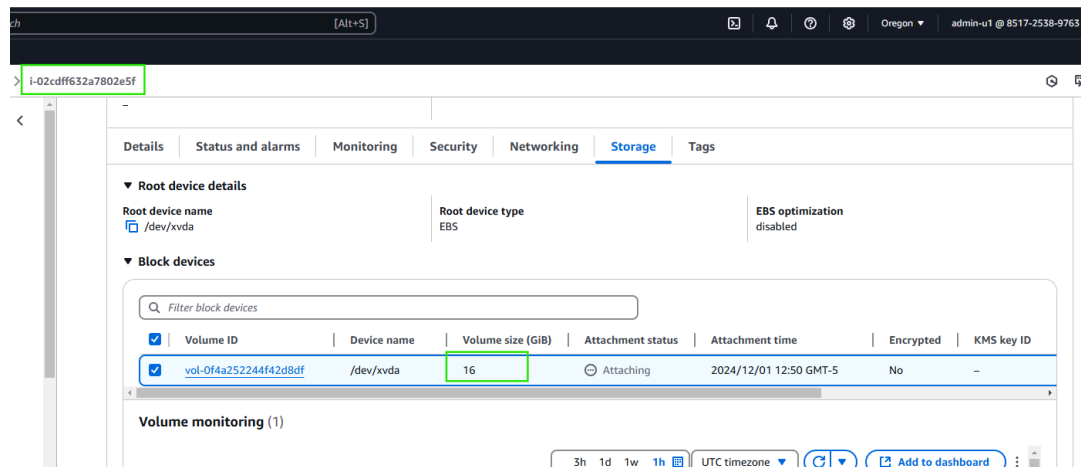 ch [Alt+S] Oregon ▼ admin-u1 @ 8517-2538-9763
i-02cdff632a7802e5f
–
Details Status and alarms Monitoring Security Networking Storage Tags
▼ Root device details
Root device name Root device type EBS optimization
/dev/xvda EBS disabled
▼ Block devices
Filter block devices
Volume ID Device name Volume size (GiB) Attachment status Attachment time Encrypted KMS key ID
vol-0f4a252244f42d8df /dev/xvda 16 Attaching 2024/12/01 12:50 GMT-5 No –
Volume monitoring (1)
3h 1d 1w 1h UTC timezone ▼ Add to dashboard